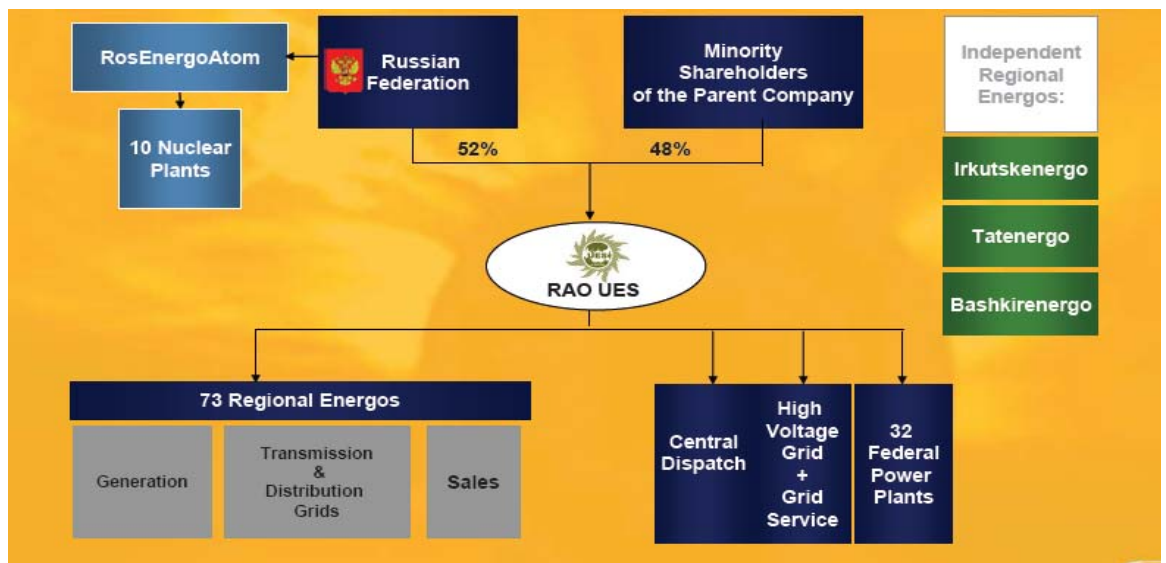 RosEnergoAtom
10 Nuclear
Plants
Russian
Federation
Minority
Shareholders
of the Parent Company
52%
48%
Independent
Regional
Energos:
Irkutskenergo
Tatenergo
Bashkirenergo
UES
RAO UES
73 Regional Energos
Generation
Transmission
&
Distribution
Grids
Sales
Central
Dispatch
High
Voltage
Grid
+
Grid
Service
32
Federal
Power
Plants